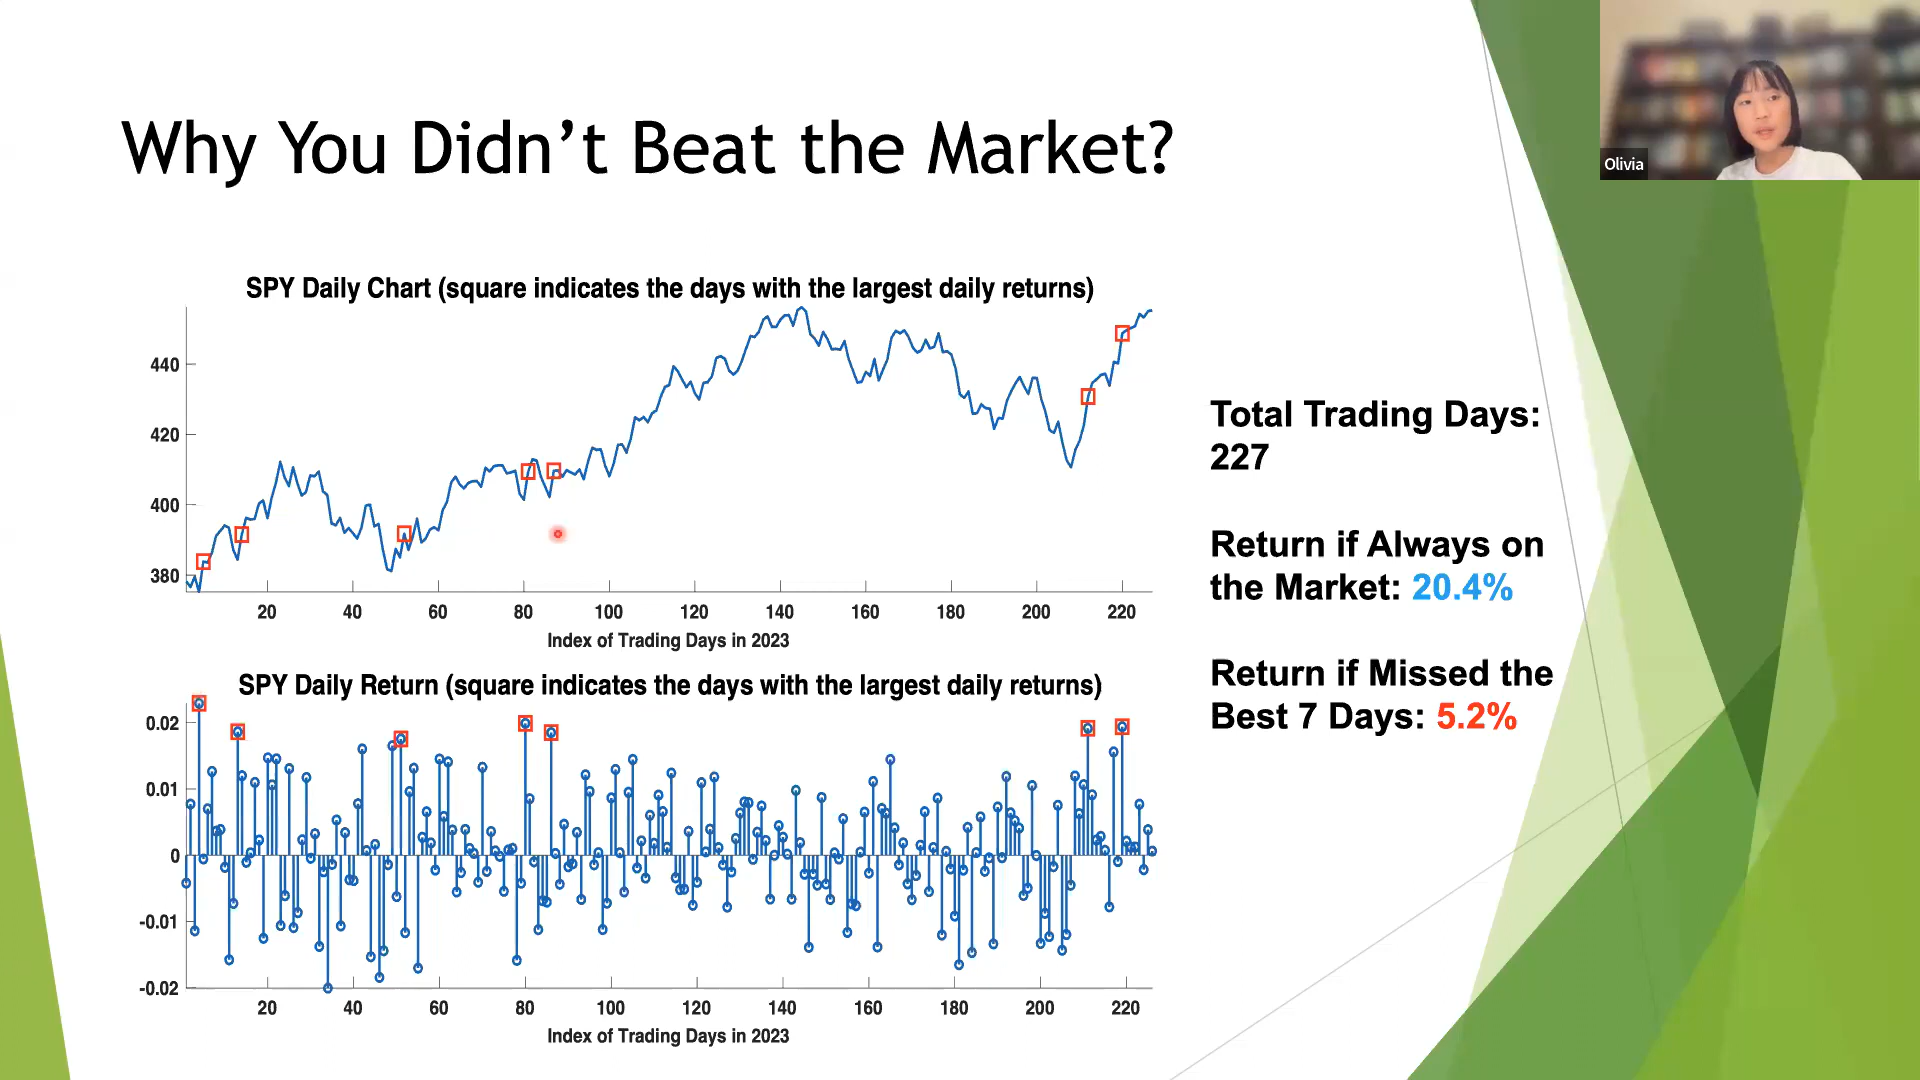 Why You Didn’t Beat the Market?
Olivia
SPY Daily Chart (square indicates the days with the largest daily returns)
440
420
400
380
20 40 60 80 100 120 140 160 180 200 220
Index of Trading Days in 2023
SPY Daily Return (square indicates the days with the largest daily returns)
0.02
0.01
0
-0.01
-0.02
20 40 60 80 100 120 140 160 180 200 220
Index of Trading Days in 2023
Total Trading Days:
227
Return if Always on
the Market: 20.4%
Return if Missed the
Best 7 Days: 5.2%